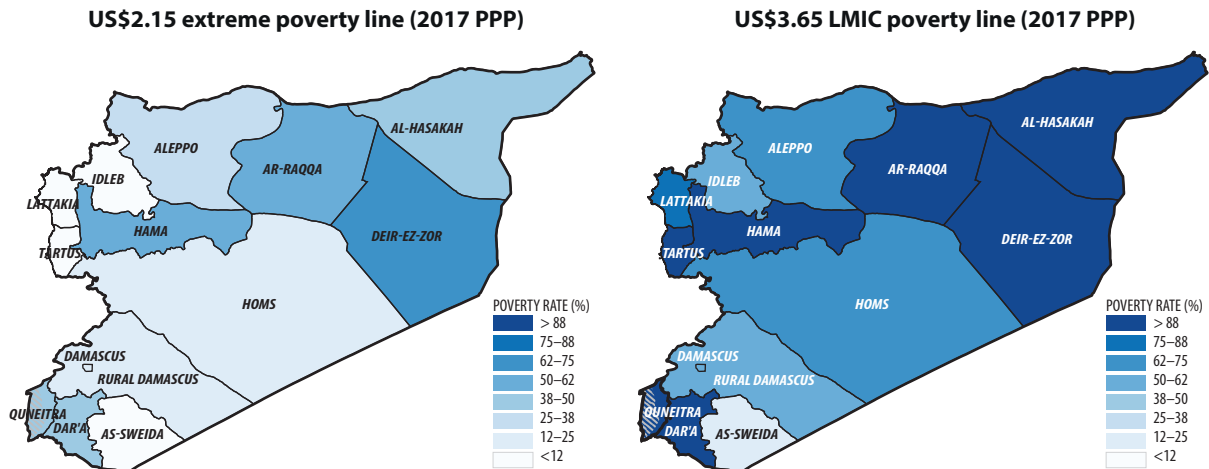 US$2.15 extreme poverty line (2017 PPP)
AL-HASAKAH
ALEPPO
AR-RAQQA
IDLEB
LATTAKIA
HAMA
DEIR-EZ-ZOR
TARTUS
HOMS
DAMASCUS
RURAL DAMASCUS
QUNEITRA
DAR'A
AS-SWEIDA
POVERTY RATE (%)
> 88
75–88
62–75
50–62
38–50
25–38
12–25
<12
US$3.65 LMIC poverty line (2017 PPP)
AL-HASAKAH
ALEPPO
AR-RAQQA
IDLEB
LATTAKIA
HAMA
DEIR-EZ-ZOR
TARTUS
HOMS
DAMASCUS
RURAL DAMASCUS
QUNEITRA
DAR'A
AS-SWEIDA
POVERTY RATE (%)
> 88
75–88
62–75
50–62
38–50
25–38
12–25
<12